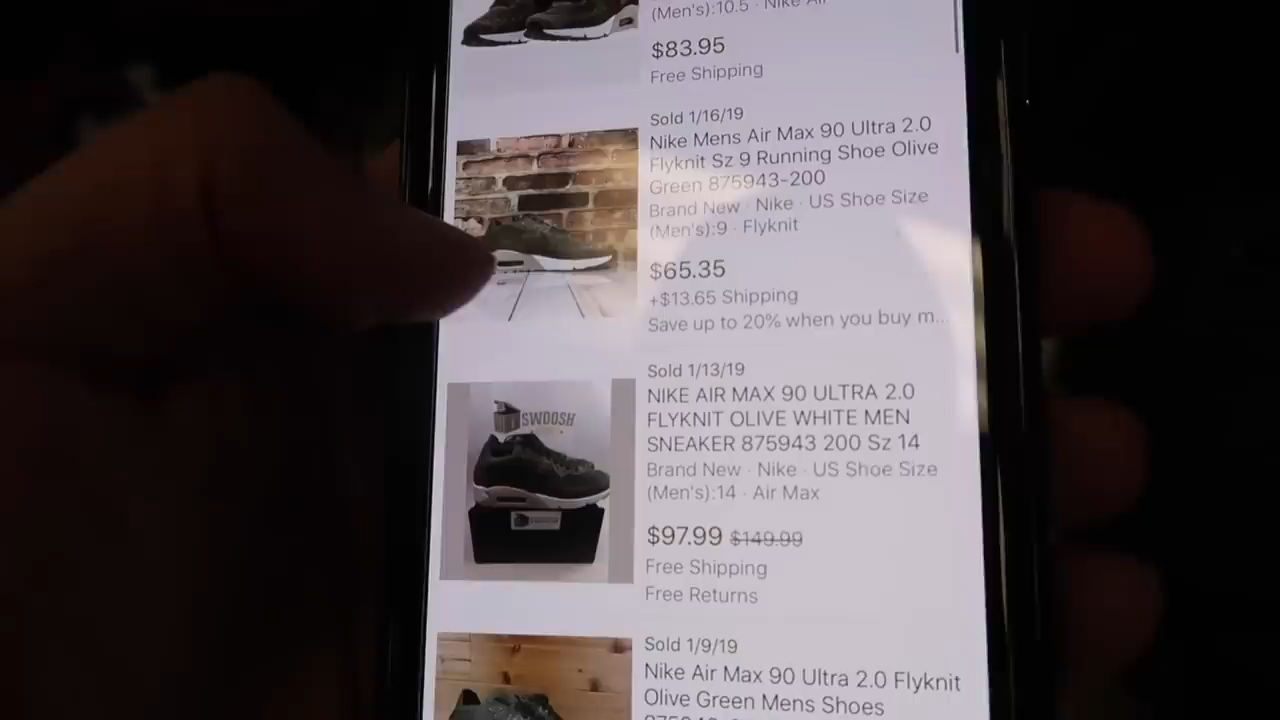 (Men's):10.5 · Nike Air
$83.95
Free Shipping
Sold 1/16/19
Nike Mens Air Max 90 Ultra 2.0
Flyknit Sz 9 Running Shoe Olive
Green 875943-200
Brand New · Nike · US Shoe Size
(Men's):9 · Flyknit
$65.35
+$13.65 Shipping
Save up to 20% when you buy m...
Sold 1/13/19
NIKE AIR MAX 90 ULTRA 2.0
FLYKNIT OLIVE WHITE MEN
SNEAKER 875943 200 Sz 14
Brand New · Nike · US Shoe Size
(Men's):14 · Air Max
$97.99 $149.99
Free Shipping
Free Returns
SWOOSH
Sold 1/9/19
Nike Air Max 90 Ultra 2.0 Flyknit
Olive Green Mens Shoes